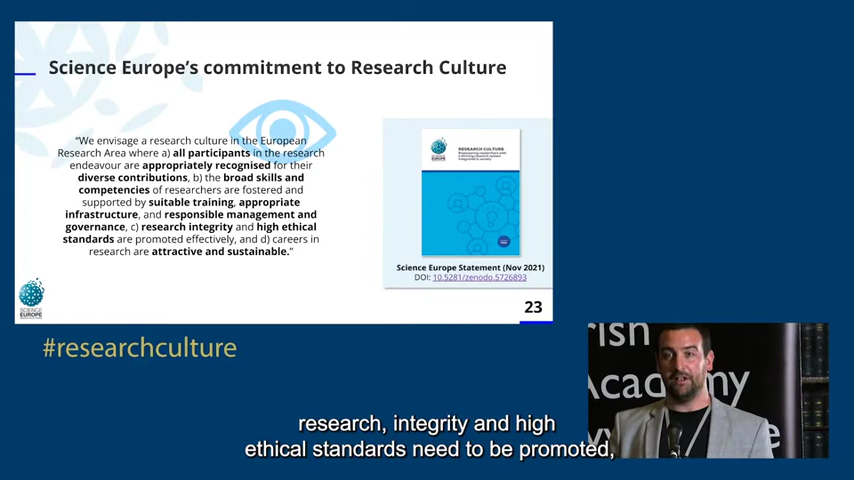 Science Europe's commitment to Research Culture
"We envisage a research culture in the European
Research Area where a) all participants in the research
endeavour are appropriately recognised for their
diverse contributions, b) the broad skills and
competencies of researchers are fostered and
supported by suitable training, appropriate
infrastructure, and responsible management and
governance, c) research integrity and high ethical
standards are promoted effectively, and d) careers in
research are attractive and sustainable."
RESEARCH CULTURE
Science Europe Statement (Nov 2021)
DOI: 10.5281/zenodo.5726893
SCIENCE
EUROPE
23
#researchculture
research, integrity and high
ethical standards need to be promoted,